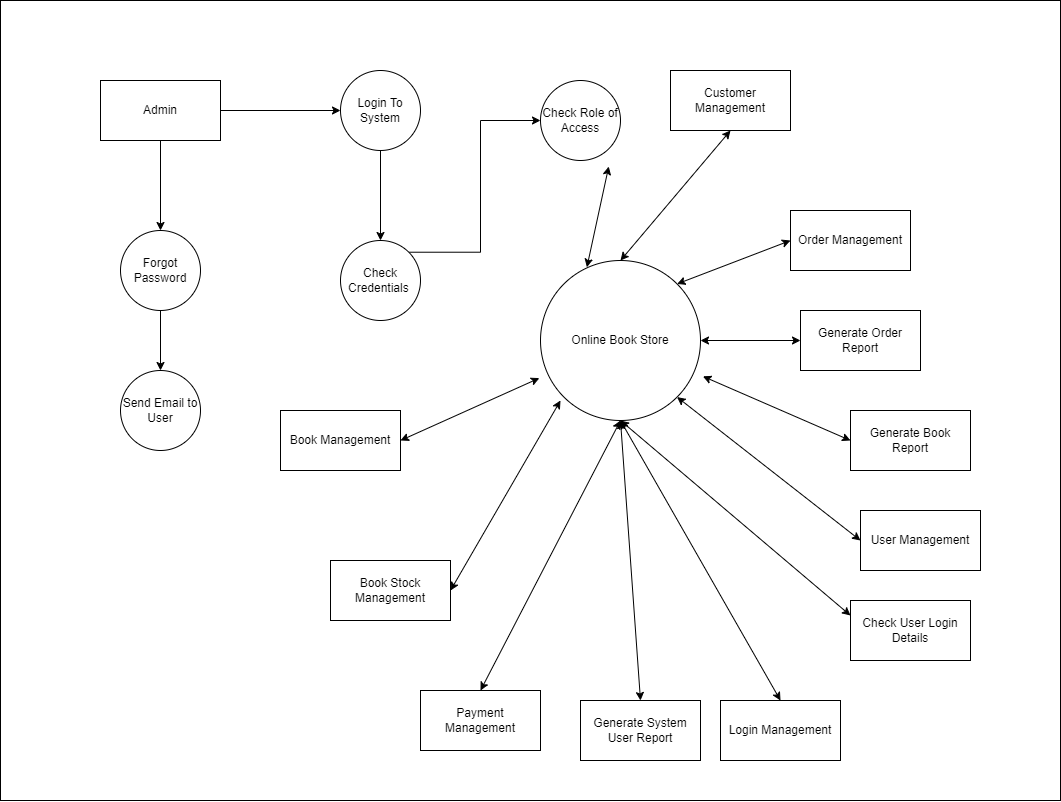 Admin
Login To
System
Check Role of
Access
Customer
Management
Order Management
Forgot
Password
Check
Credentials
Online Book Store
Generate Order
Report
Send Email to
User
Book Management
Generate Book
Report
User Management
Book Stock
Management
Check User Login
Details
Payment
Management
Generate System
User Report
Login Management